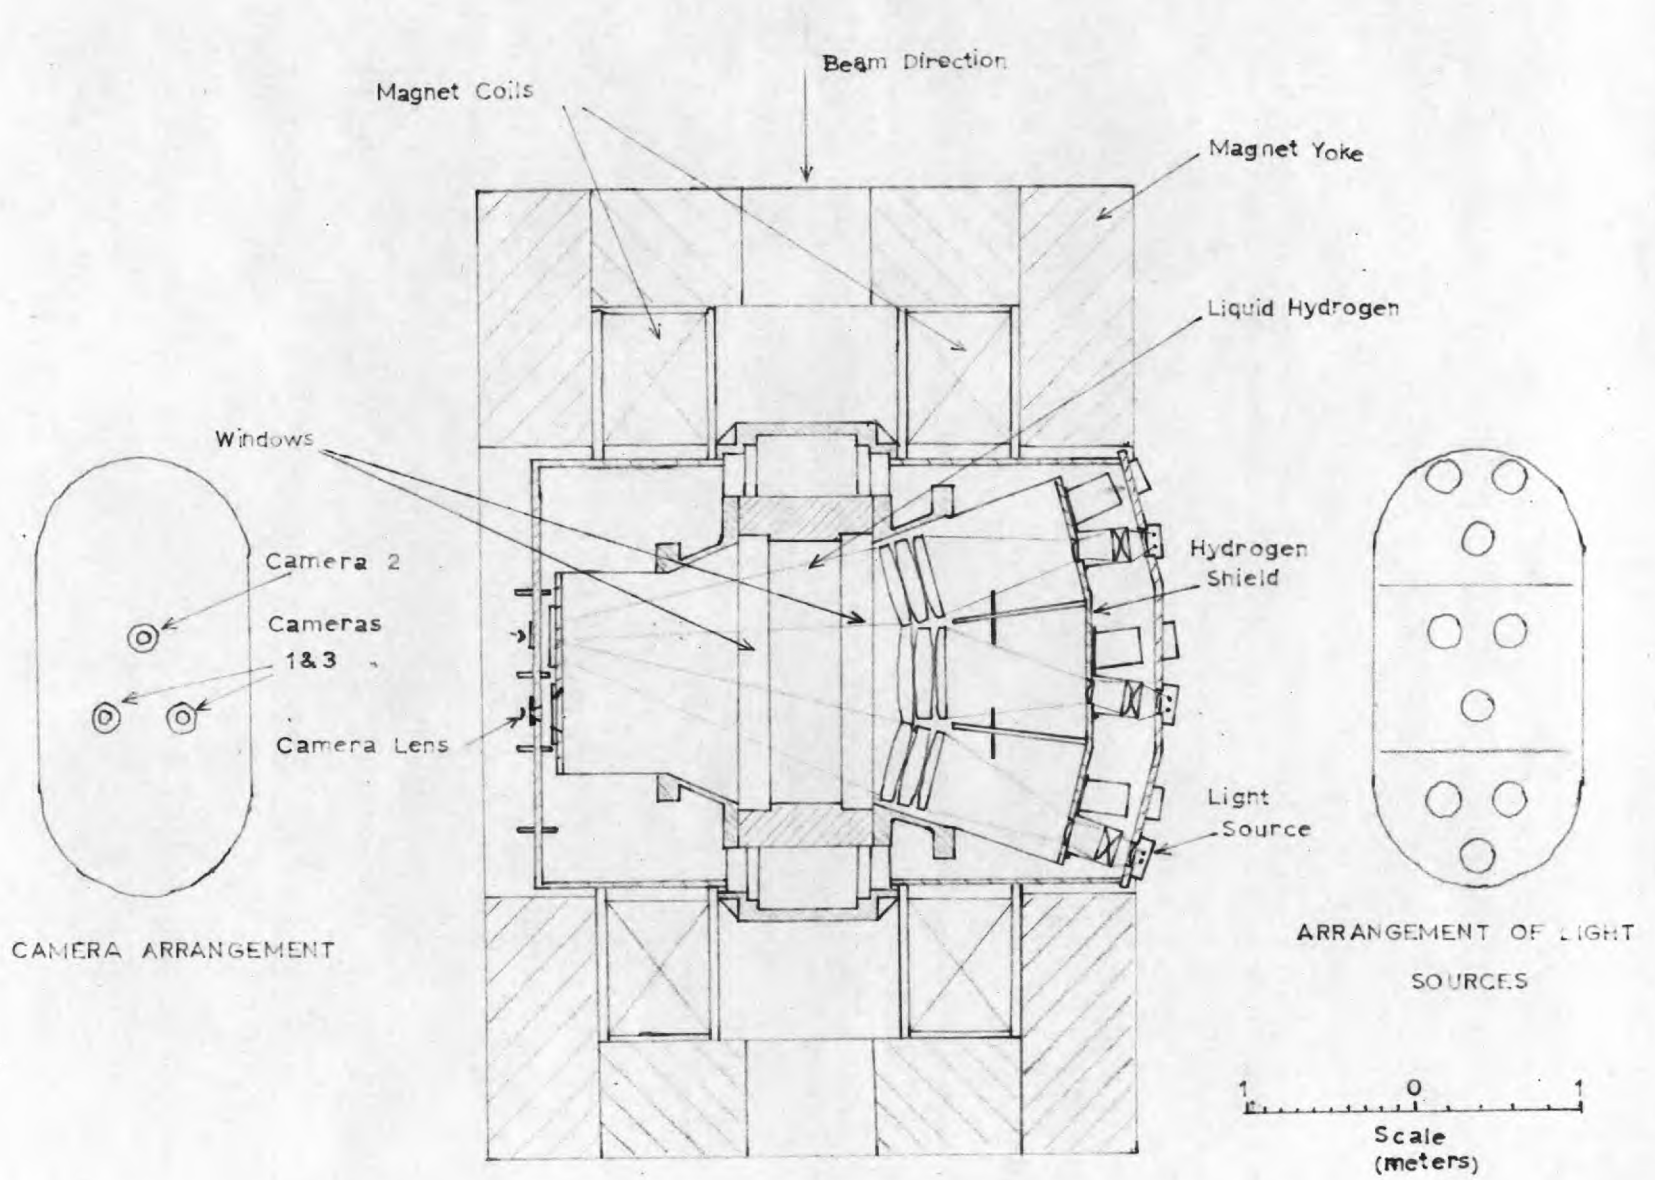 Beam Direction
Magnet Coils
Magnet Yoke
Liquid Hydrogen
Windows
Camera 2
Cameras
1&3
Camera Lens
Hydrogen
Shield
Light
Source
CAMERA ARRANGEMENT
ARRANGEMENT OF LIGHT
SOURCES
1 0 1
Scale
(meters)